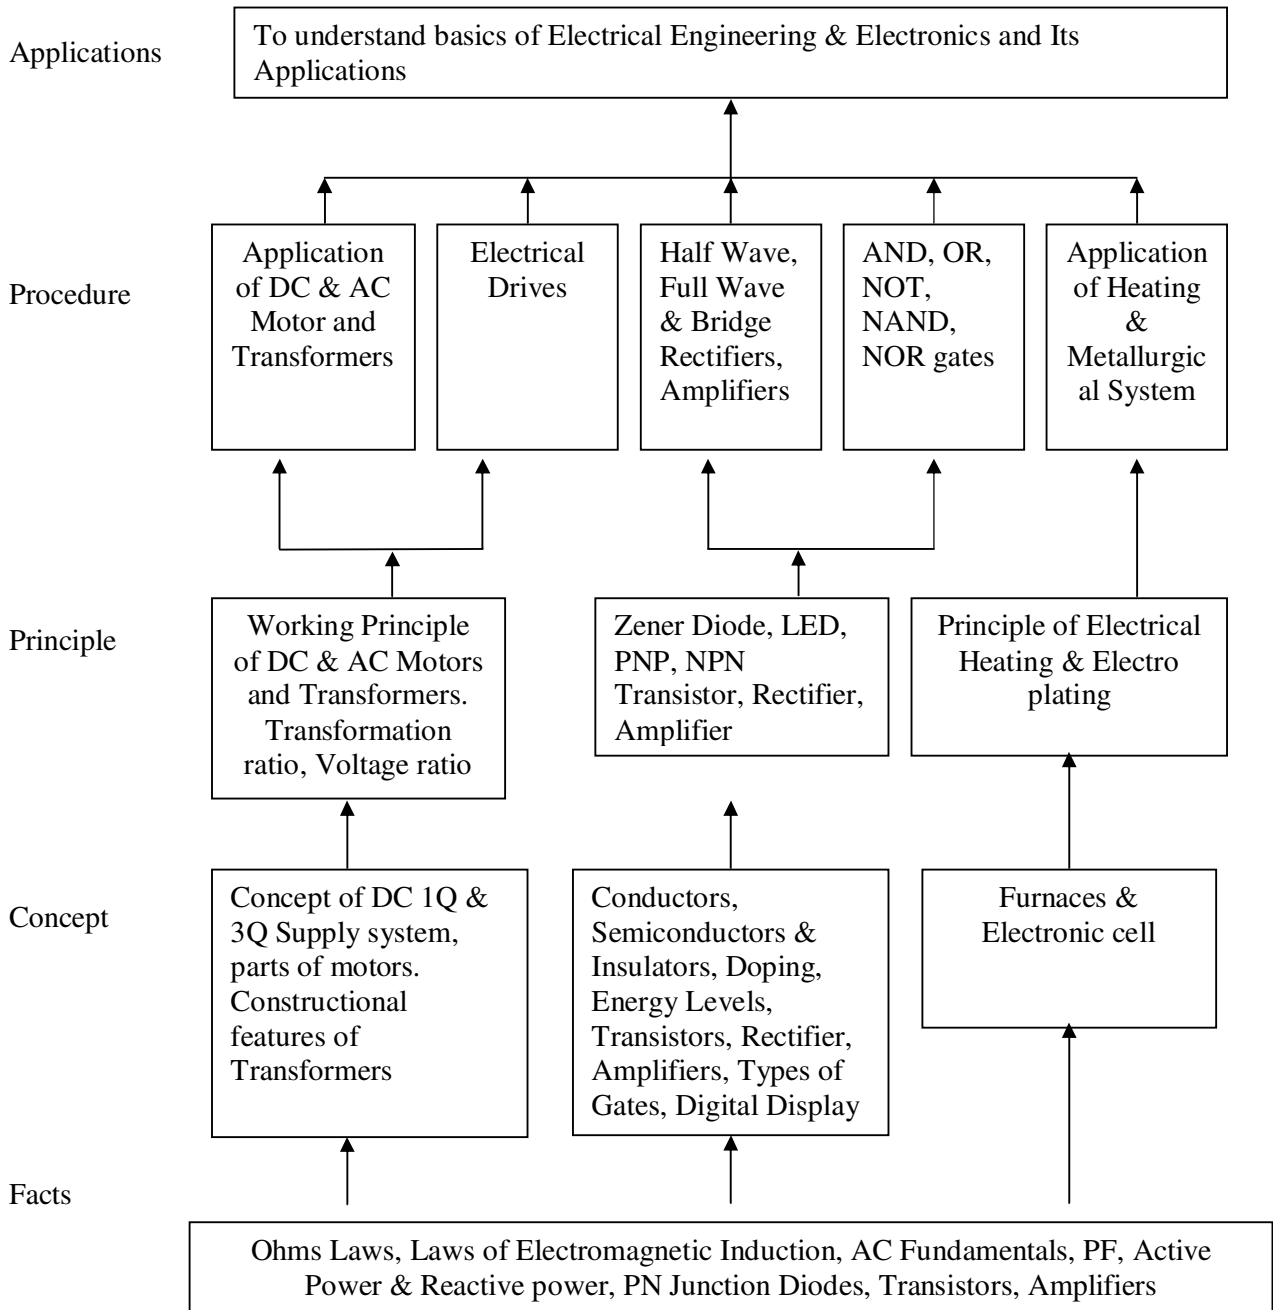 Applications
To understand basics of Electrical Engineering & Electronics and Its
Applications
Procedure
Application
of DC & AC
Motor and
Transformers
Electrical
Drives
Half Wave,
Full Wave
& Bridge
Rectifiers,
Amplifiers
AND, OR,
NOT,
NAND,
NOR gates
Application
of Heating
&
Metallurgic
al System
Principle
Working Principle
of DC & AC Motors
and Transformers.
Transformation
ratio, Voltage ratio
Zener Diode, LED,
PNP, NPN
Transistor, Rectifier,
Amplifier
Principle of Electrical
Heating & Electro
plating
Concept
Concept of DC 1Q &
3Q Supply system,
parts of motors.
Constructional
features of
Transformers
Conductors,
Semiconductors &
Insulators, Doping,
Energy Levels,
Transistors, Rectifier,
Amplifiers, Types of
Gates, Digital Display
Furnaces &
Electronic cell
Facts
Ohms Laws, Laws of Electromagnetic Induction, AC Fundamentals, PF, Active
Power & Reactive power, PN Junction Diodes, Transistors, Amplifiers